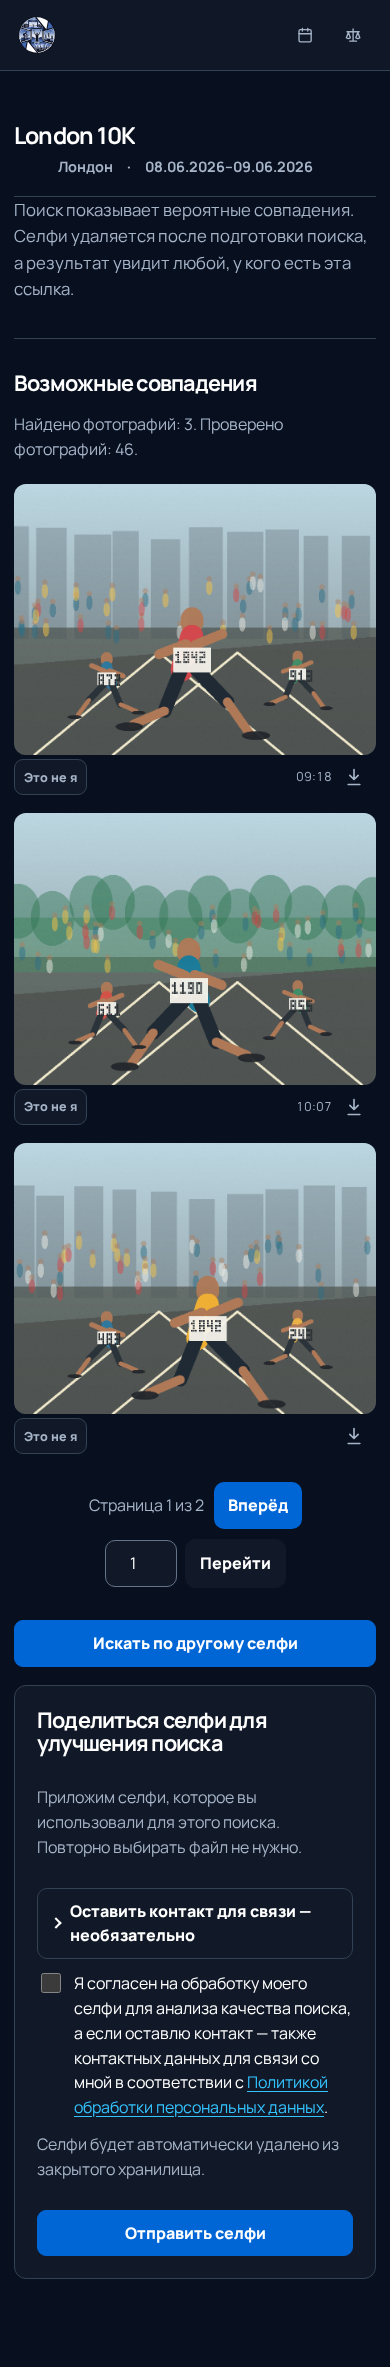 London 10K
Лондон · 08.06.2026–09.06.2026
Поиск показывает вероятные совпадения.
Селфи удаляется после подготовки поиска,
а результат увидит любой, у кого есть эта
ссылка.
Возможные совпадения
Найдено фотографий: 3. Проверено
фотографий: 46.
1842
Это не я
09:18
1190
Это не я
10:07
1842
Это не я
Страница 1 из 2
Вперёд
1
Перейти
Искать по другому селфи
Поделиться селфи для
улучшения поиска
Приложим селфи, которое вы
использовали для этого поиска.
Повторно выбирать файл не нужно.
Оставить контакт для связи —
необязательно
Я согласен на обработку моего
селфи для анализа качества поиска,
а если оставлю контакт — также
контактных данных для связи со
мной в соответствии с Политикой
обработки персональных данных.
Селфи будет автоматически удалено из
закрытого хранилища.
Отправить селфи